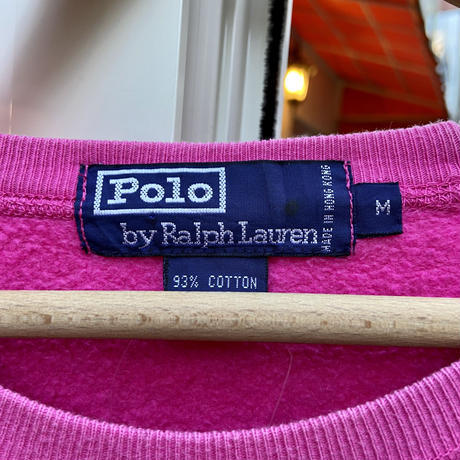 Polo
by Ralph Lauren
MADE IN HONG KONG
M
93% COTTON